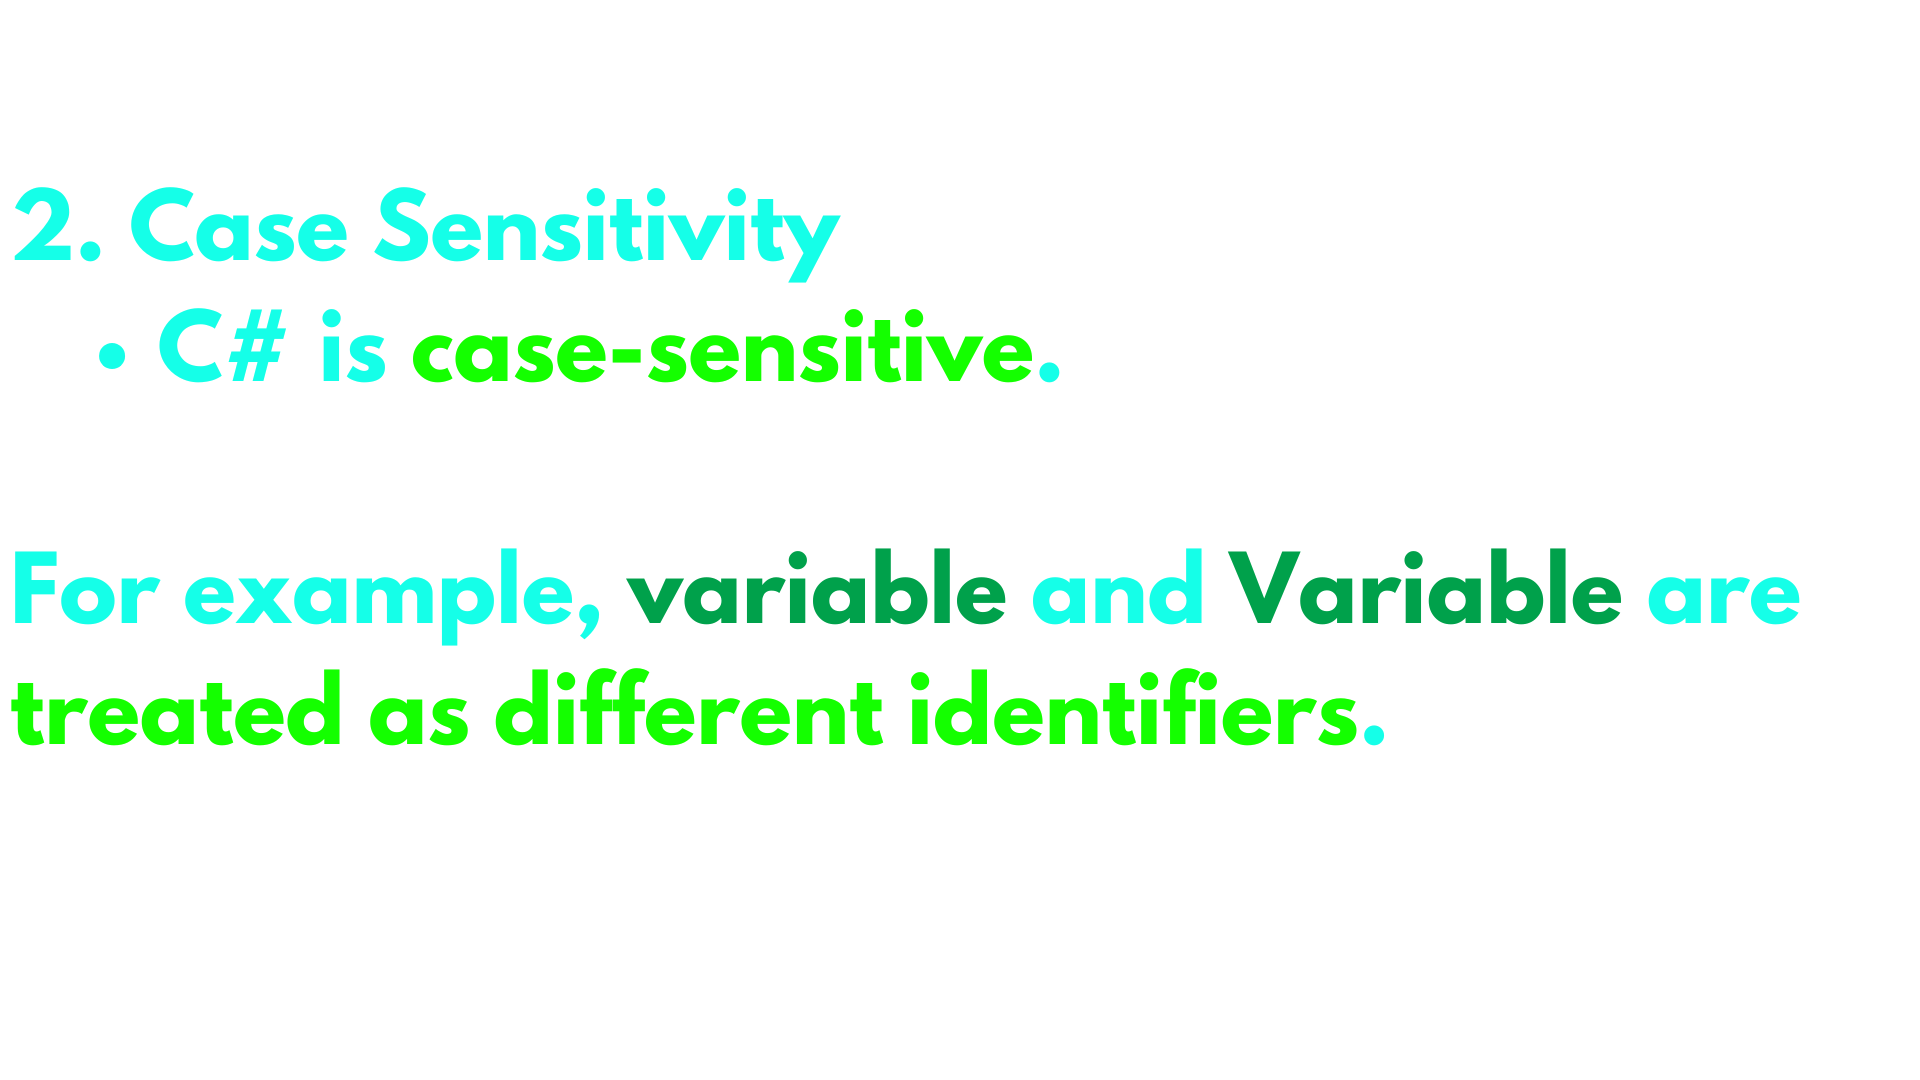 2. Case Sensitivity
• C# is case-sensitive.
For example, variable and Variable are
treated as different identifiers.